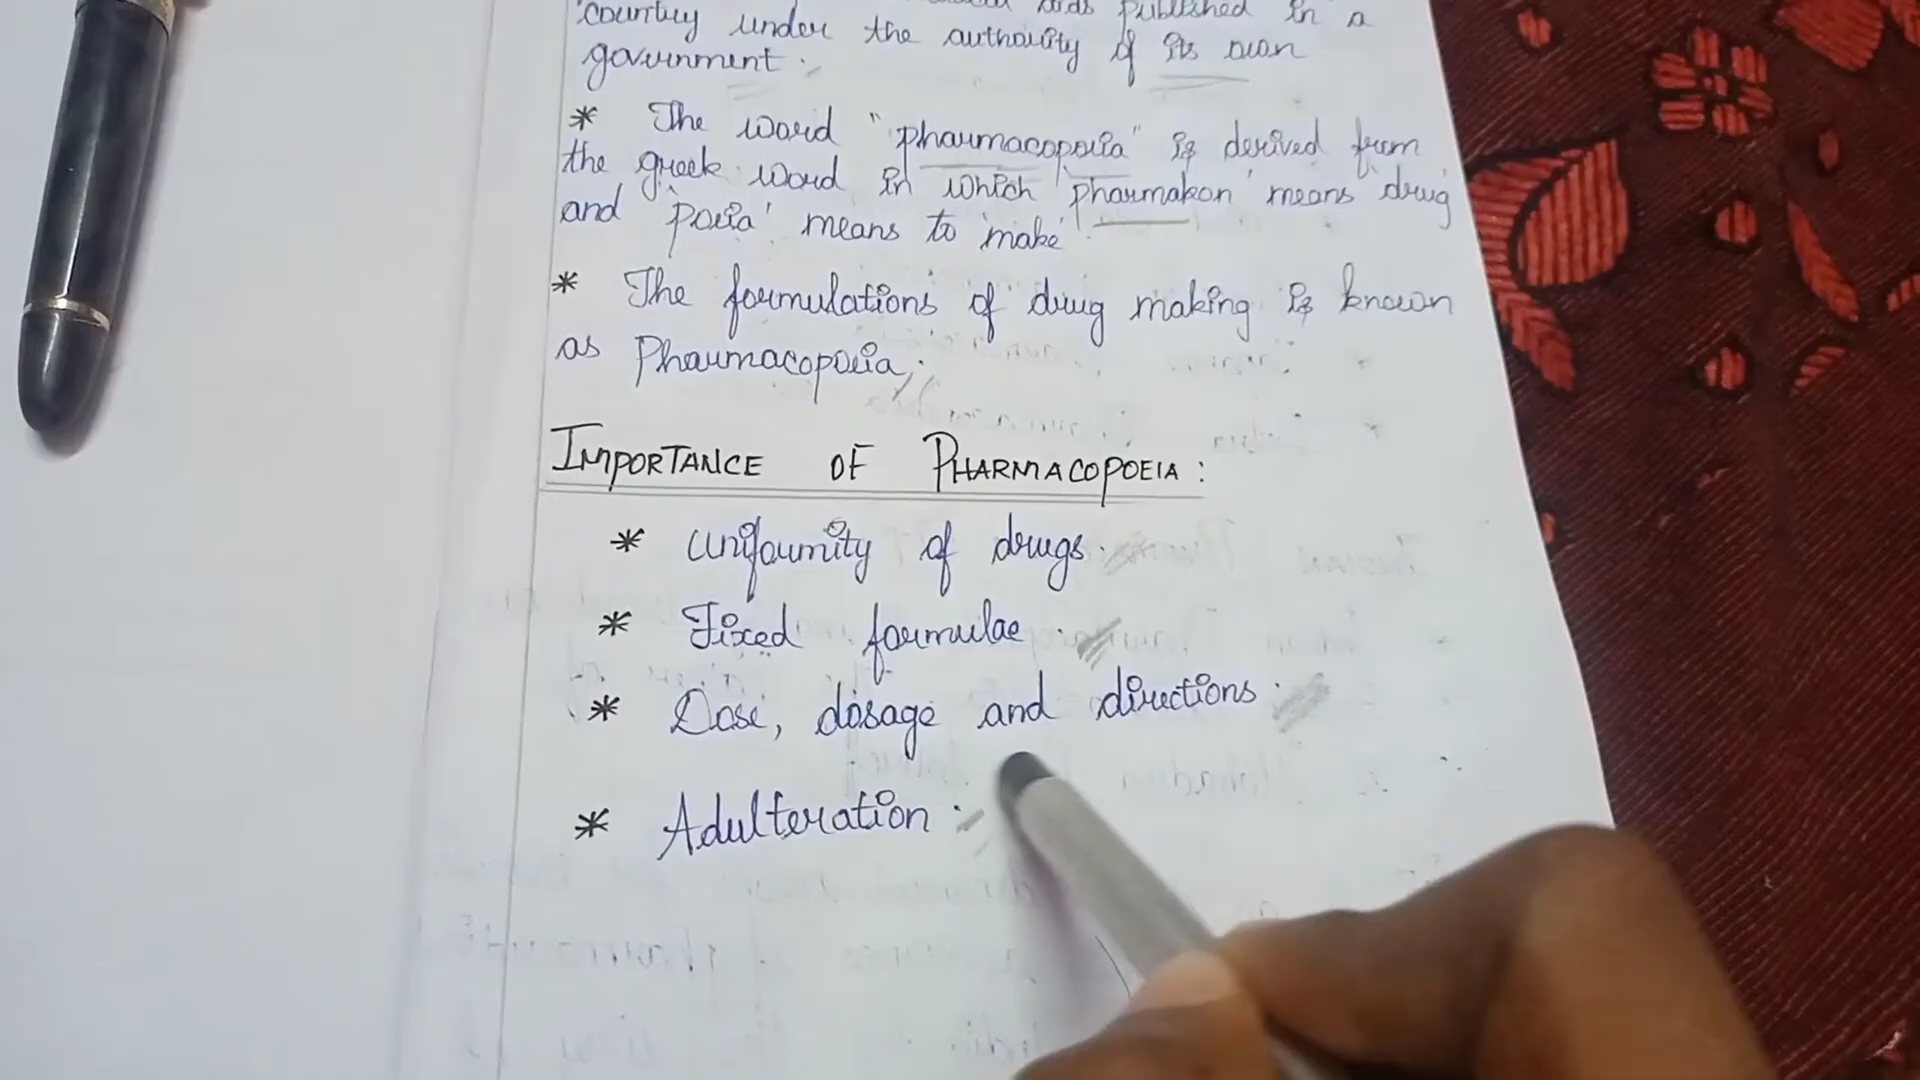 published in a
country under the authority of its own
government.
* The word "pharmacopoeia" is derived from
the greek word in which 'pharmakon' means 'drug'
and 'poeia' means to 'make'.
* The formulations of drug making is known
as Pharmacopoeia.
IMPORTANCE OF PHARMACOPOEIA:
* Uniformity of drugs.
* Fixed formulae.
* Dose, dosage and directions.
* Adulteration.